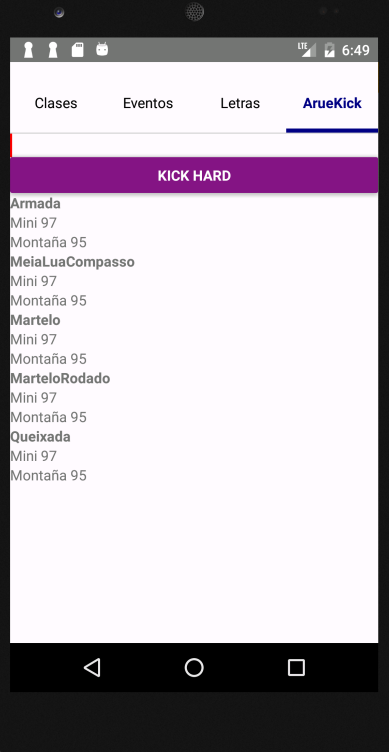 LTE 6:49
Clases Eventos Letras ArueKick
KICK HARD
Armada
Mini 97
Montaña 95
MeiaLuaCompasso
Mini 97
Montaña 95
Martelo
Mini 97
Montaña 95
MarteloRodado
Mini 97
Montaña 95
Queixada
Mini 97
Montaña 95